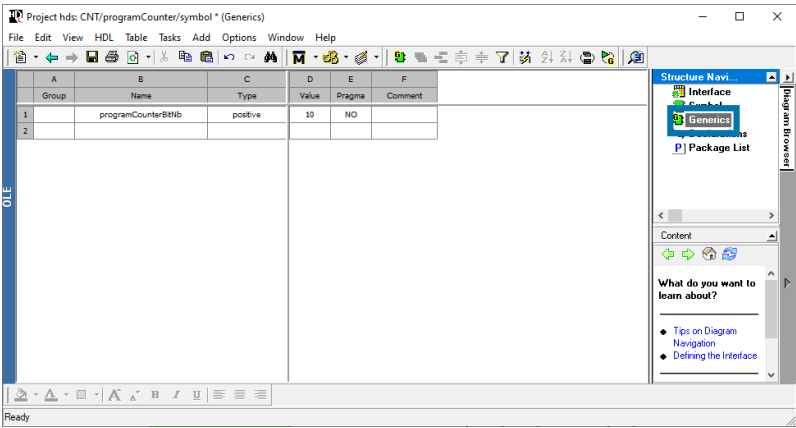 Project hds: CNT/programCounter/symbol * (Generics)
File Edit View HDL Table Tasks Add Options Window Help
A B C D E F
Group Name Type Value Pragma Comment
1 programCounterBitNb positive 10 NO
2
OLE
Structure Navi...
Interface
Symbol
Generics
Declarations
Package List
Diagram Browser
Content
What do you want to
learn about?
Tips on Diagram
Navigation
Defining the Interface
A A B I U
Ready